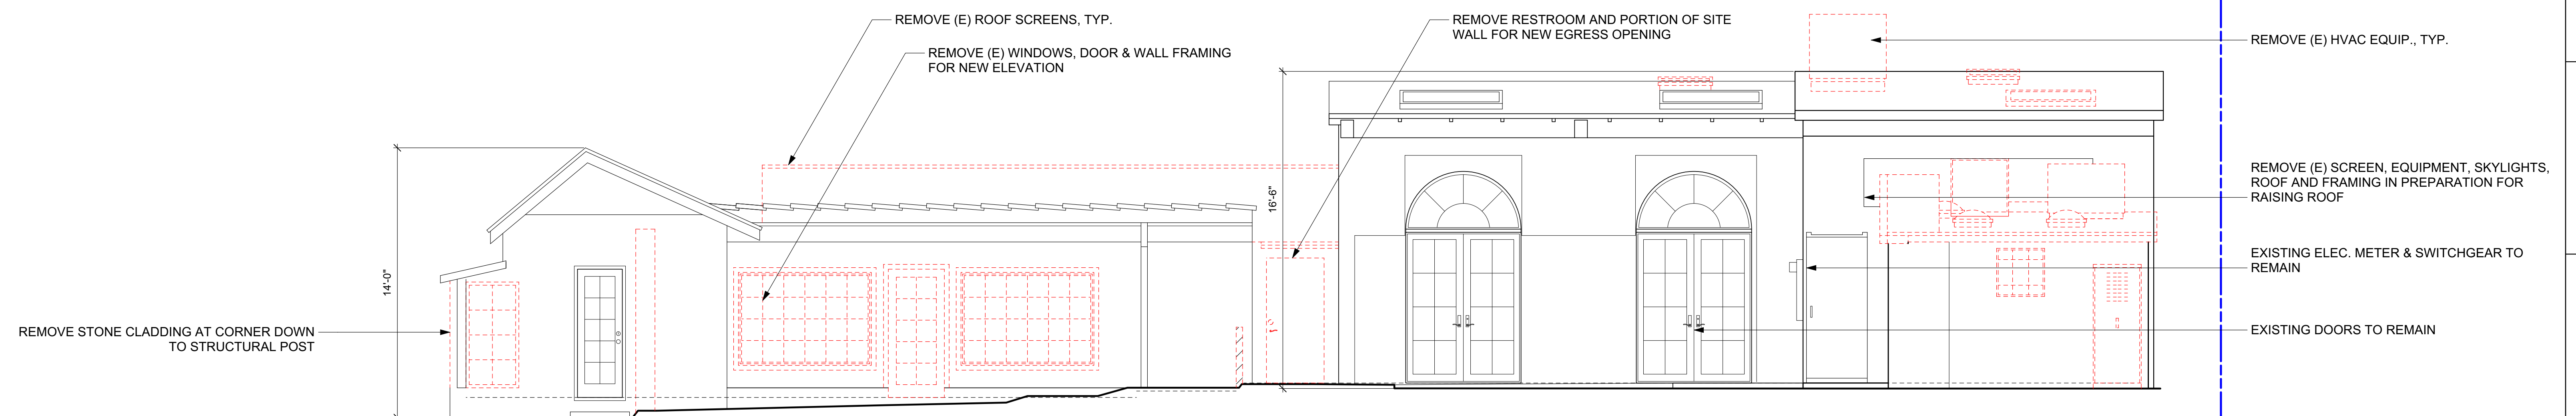 REMOVE (E) ROOF SCREENS, TYP.
REMOVE (E) WINDOWS, DOOR & WALL FRAMING
FOR NEW ELEVATION
REMOVE RESTROOM AND PORTION OF SITE
WALL FOR NEW EGRESS OPENING
REMOVE (E) HVAC EQUIP., TYP.
REMOVE (E) SCREEN, EQUIPMENT, SKYLIGHTS,
ROOF AND FRAMING IN PREPARATION FOR
RAISING ROOF
EXISTING ELEC. METER & SWITCHGEAR TO
REMAIN
EXISTING DOORS TO REMAIN
16'-6"
14'-0"
REMOVE STONE CLADDING AT CORNER DOWN
TO STRUCTURAL POST